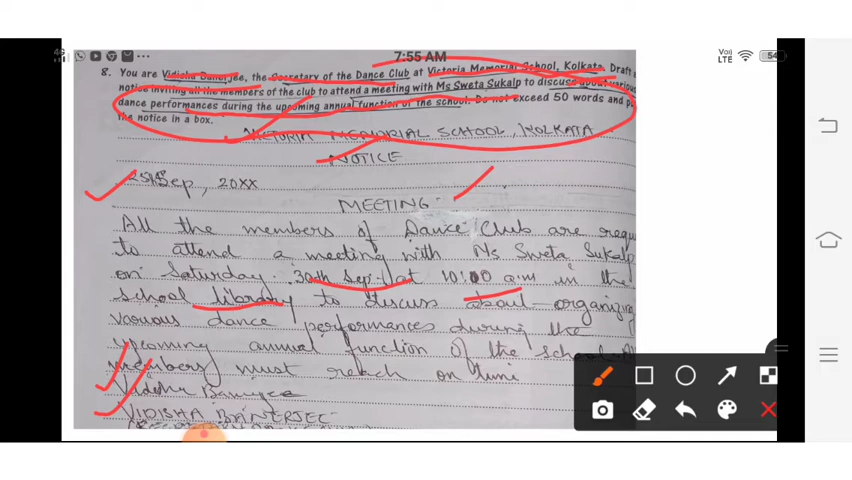 7:55 AM
4G
Vo)
LTE
54
8. You are Vidisha Banerjee, the Secretary of the Dance Club at Victoria Memorial School, Kolkata. Draft a
notice inviting all the members of the club to attend a meeting with Ms Sweta Sukalp to discuss about various
dance performances during the upcoming annual function of the school. Do not exceed 50 words and p
the notice in a box.
VICTORIA MEMORIAL SCHOOL, KOLKATA
NOTICE
25th Sep, 20XX
MEETING
All the members of Dance Club are reque
to attend a meeting with Ms Sweta Sukalp
on Saturday 30th Sep. at 10:00 a.m in the
school library to discuss about organizing
various dance performances during the
upcoming annual function of the school. A
members must reach on time
Vidisha Banerjee
VIDISHA BANERJEE